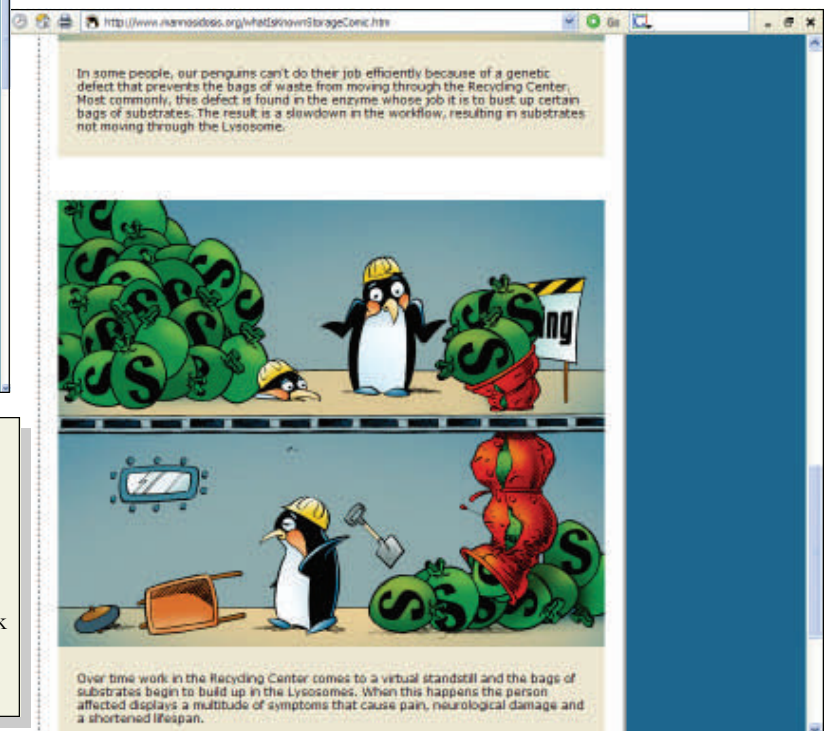 http://www.mannosidosis.org/whatIsKnownStorageComic.htm
Go
In some people, our penguins can't do their job efficiently because of a genetic
defect that prevents the bags of waste from moving through the Recycling Center.
Most commonly, this defect is found in the enzyme whose job it is to bust up certain
bags of substrates. The result is a slowdown in the workflow, resulting in substrates
not moving through the Lysosome.
S S S S S S S S
ng
S S S S
k
Over time work in the Recycling Center comes to a virtual standstill and the bags of
substrates begin to build up in the Lysosomes. When this happens the person
affected displays a multitude of symptoms that cause pain, neurological damage and
a shortened lifespan.